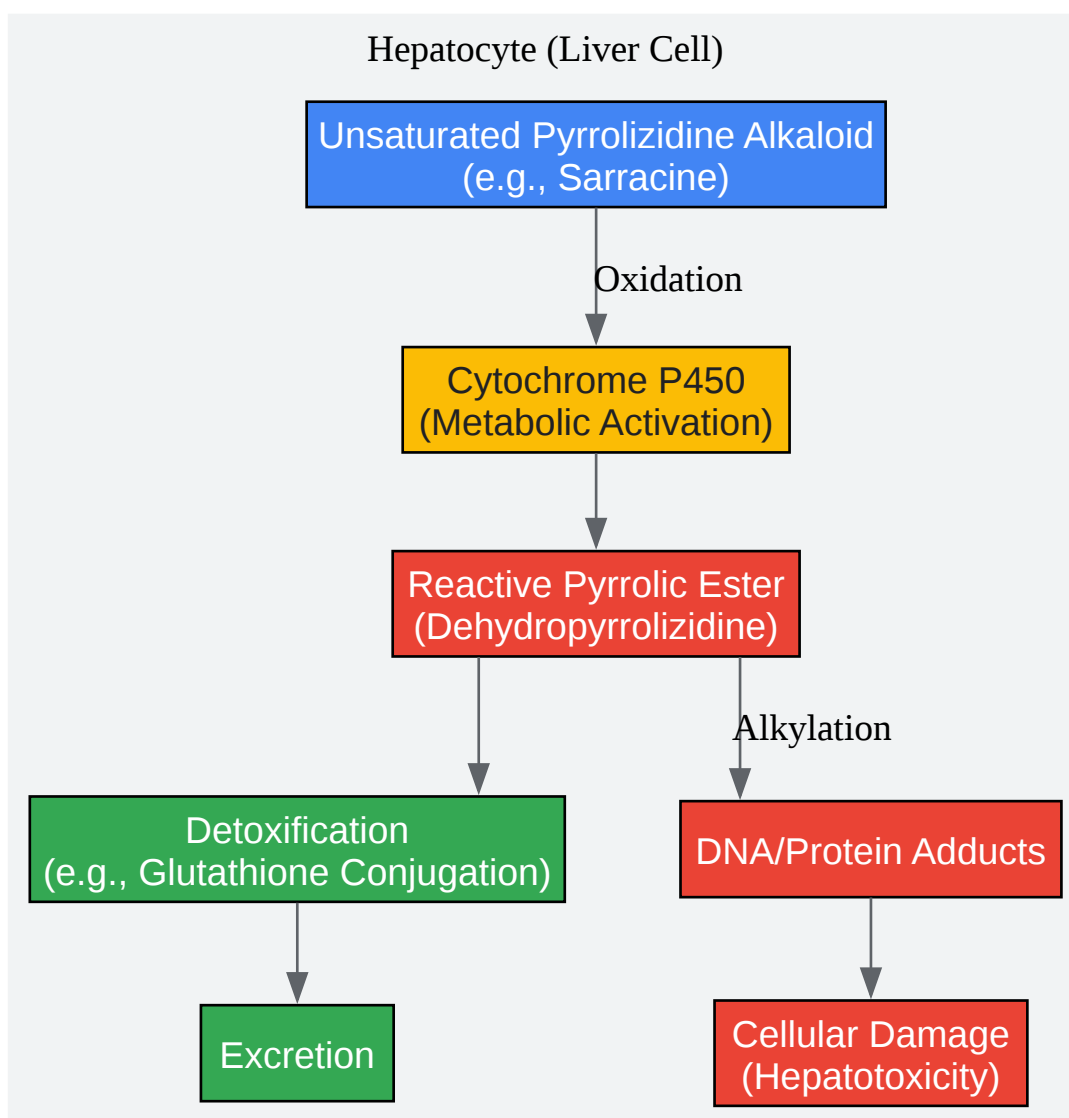 Hepatocyte (Liver Cell)
Unsaturated Pyrrolizidine Alkaloid
(e.g., Sarracine)
Oxidation
Cytochrome P450
(Metabolic Activation)
Reactive Pyrrolic Ester
(Dehydropyrrolizidine)
Alkylation
Detoxification
(e.g., Glutathione Conjugation)
DNA/Protein Adducts
Excretion
Cellular Damage
(Hepatotoxicity)